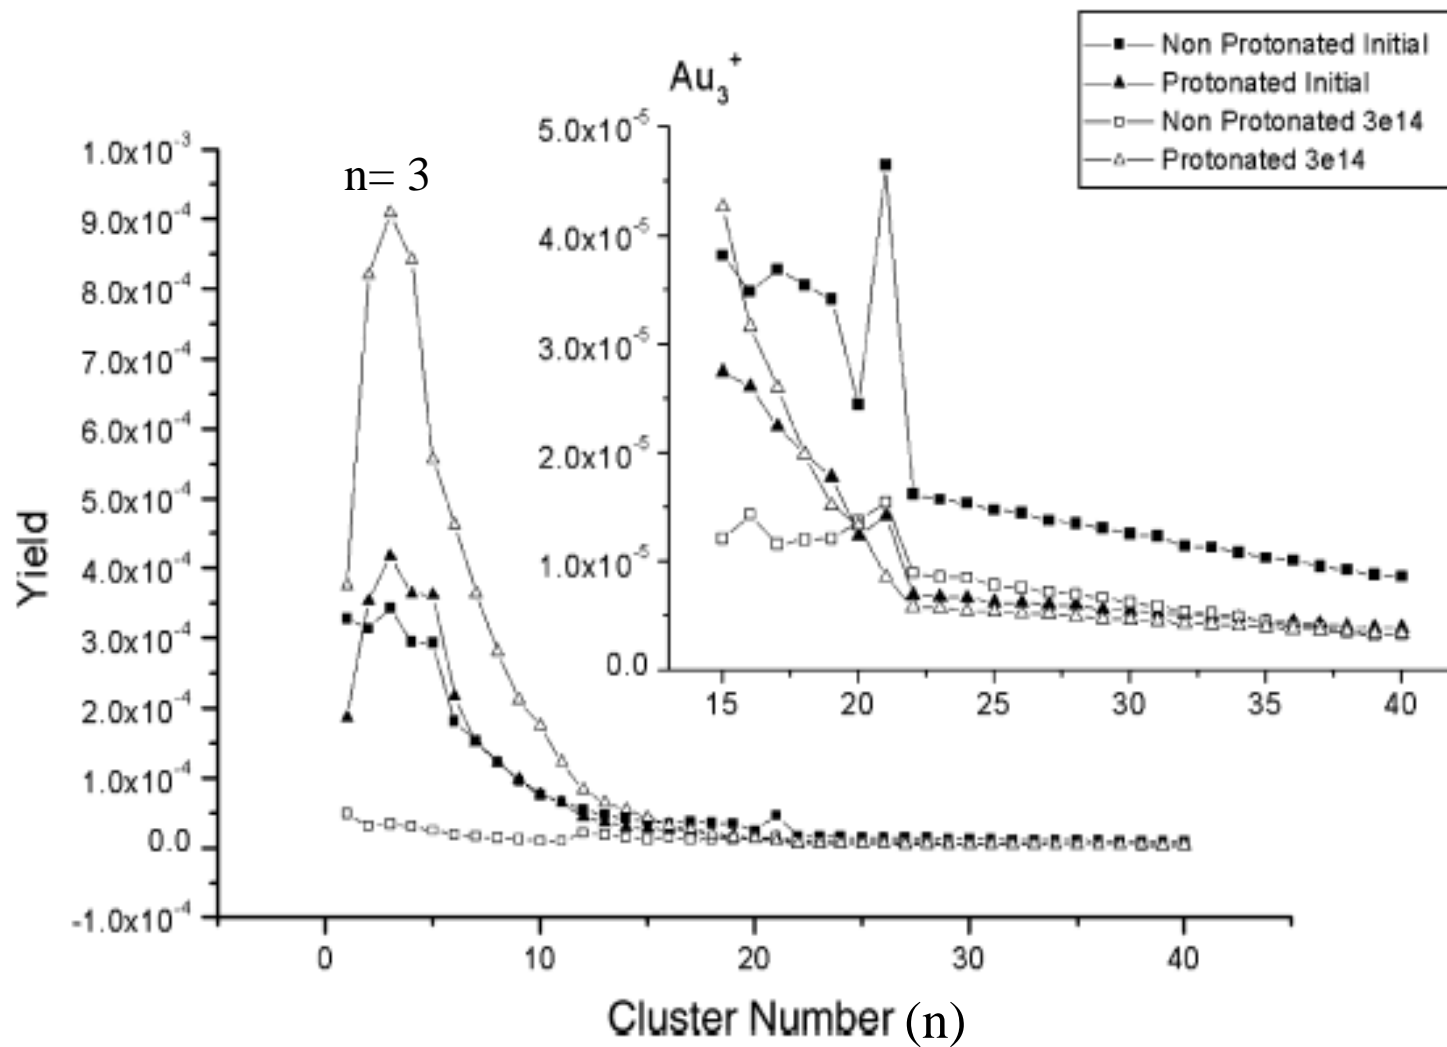 Non Protonated Initial
Protonated Initial
Non Protonated 3e14
Protonated 3e14
Au₃⁺
n= 3
Yield
1.0x10⁻³
9.0x10⁻⁴
8.0x10⁻⁴
7.0x10⁻⁴
6.0x10⁻⁴
5.0x10⁻⁴
4.0x10⁻⁴
3.0x10⁻⁴
2.0x10⁻⁴
1.0x10⁻⁴
0.0
-1.0x10⁻⁴
5.0x10⁻⁵
4.0x10⁻⁵
3.0x10⁻⁵
2.0x10⁻⁵
1.0x10⁻⁵
0.0
15 20 25 30 35 40
0 10 20 30 40
Cluster Number (n)